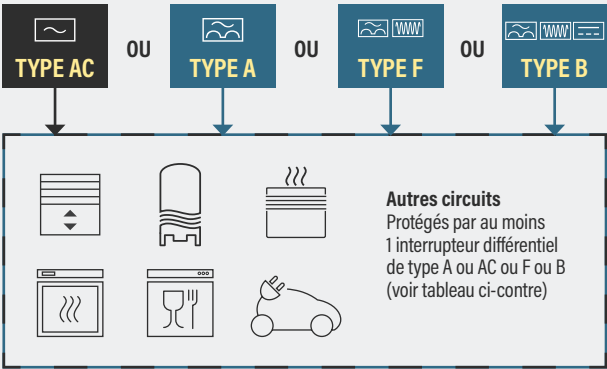 TYPE AC
OU
TYPE A
OU
TYPE F
OU
TYPE B
Autres circuits
Protégés par au moins
1 interrupteur différentiel
de type A ou AC ou F ou B
(voir tableau ci-contre)